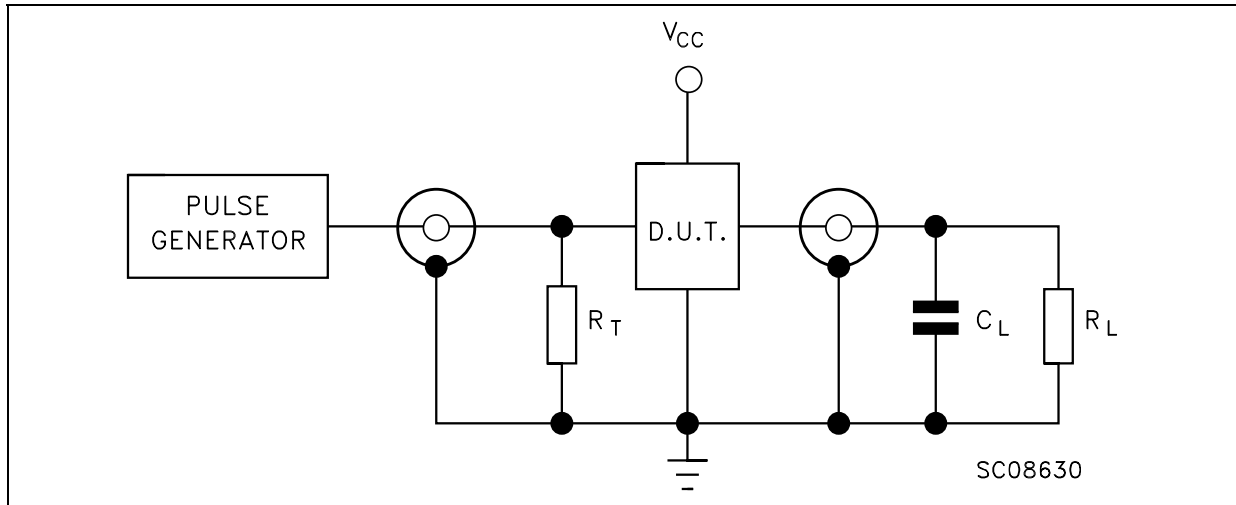 VCC
PULSE
GENERATOR
D.U.T.
RT
CL
RL
SC08630